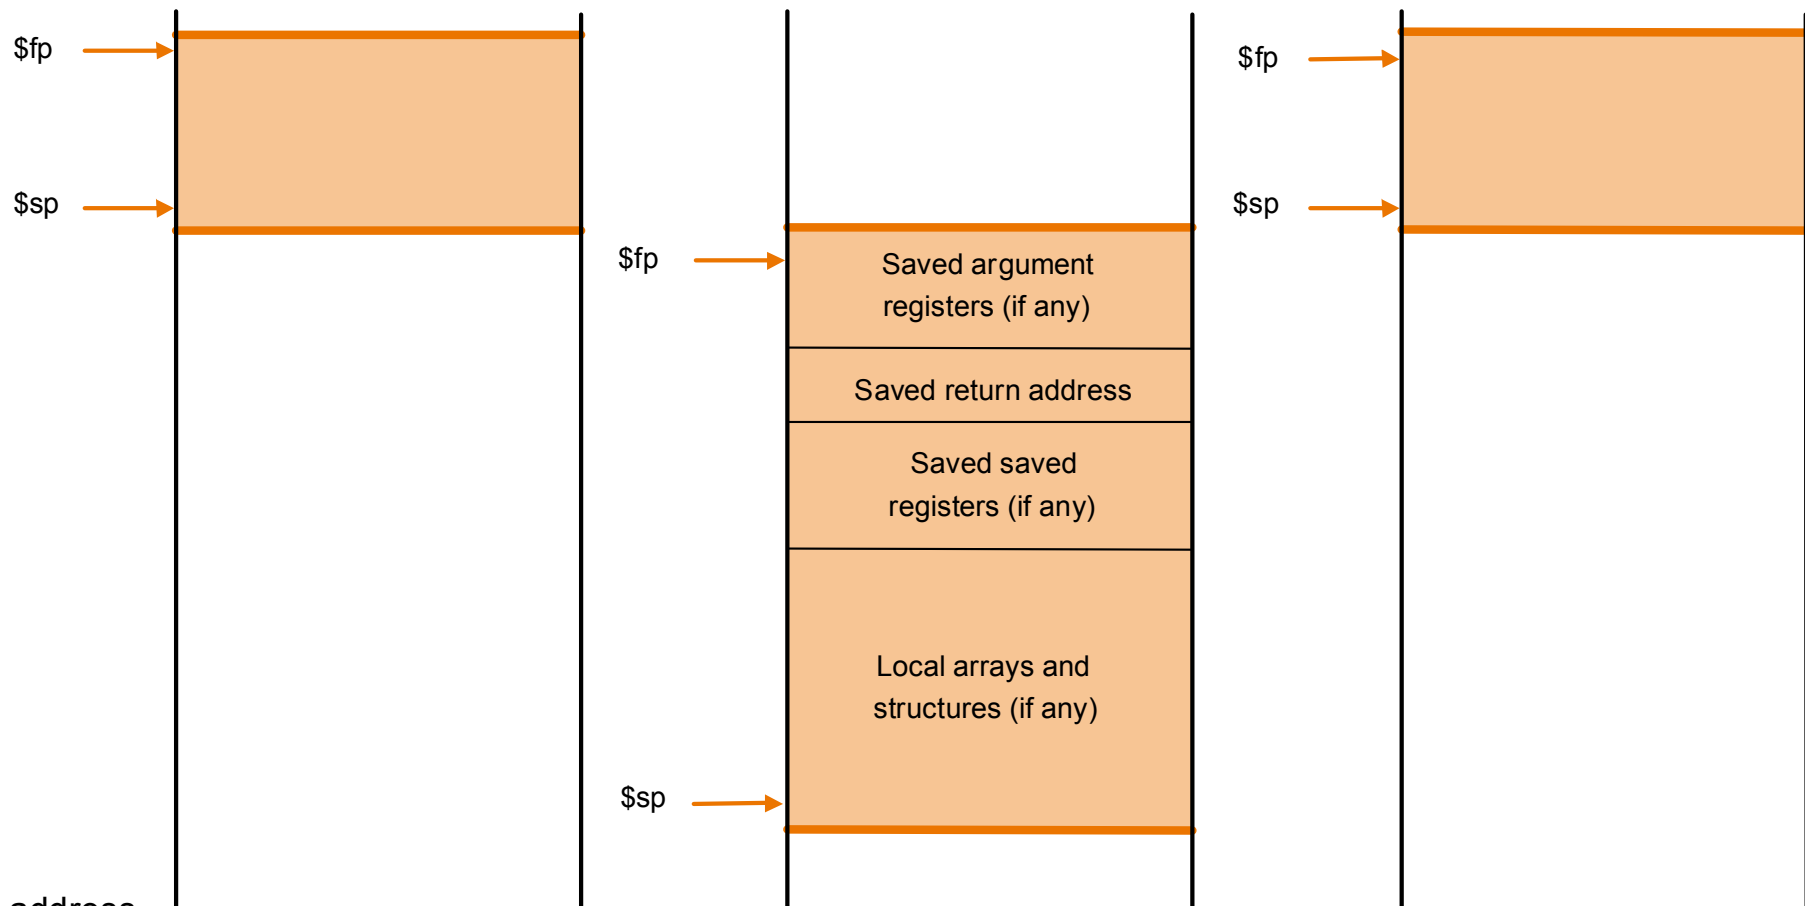 $fp
$sp
$fp
Saved argument
registers (if any)
Saved return address
Saved saved
registers (if any)
Local arrays and
structures (if any)
$sp
$fp
$sp
address